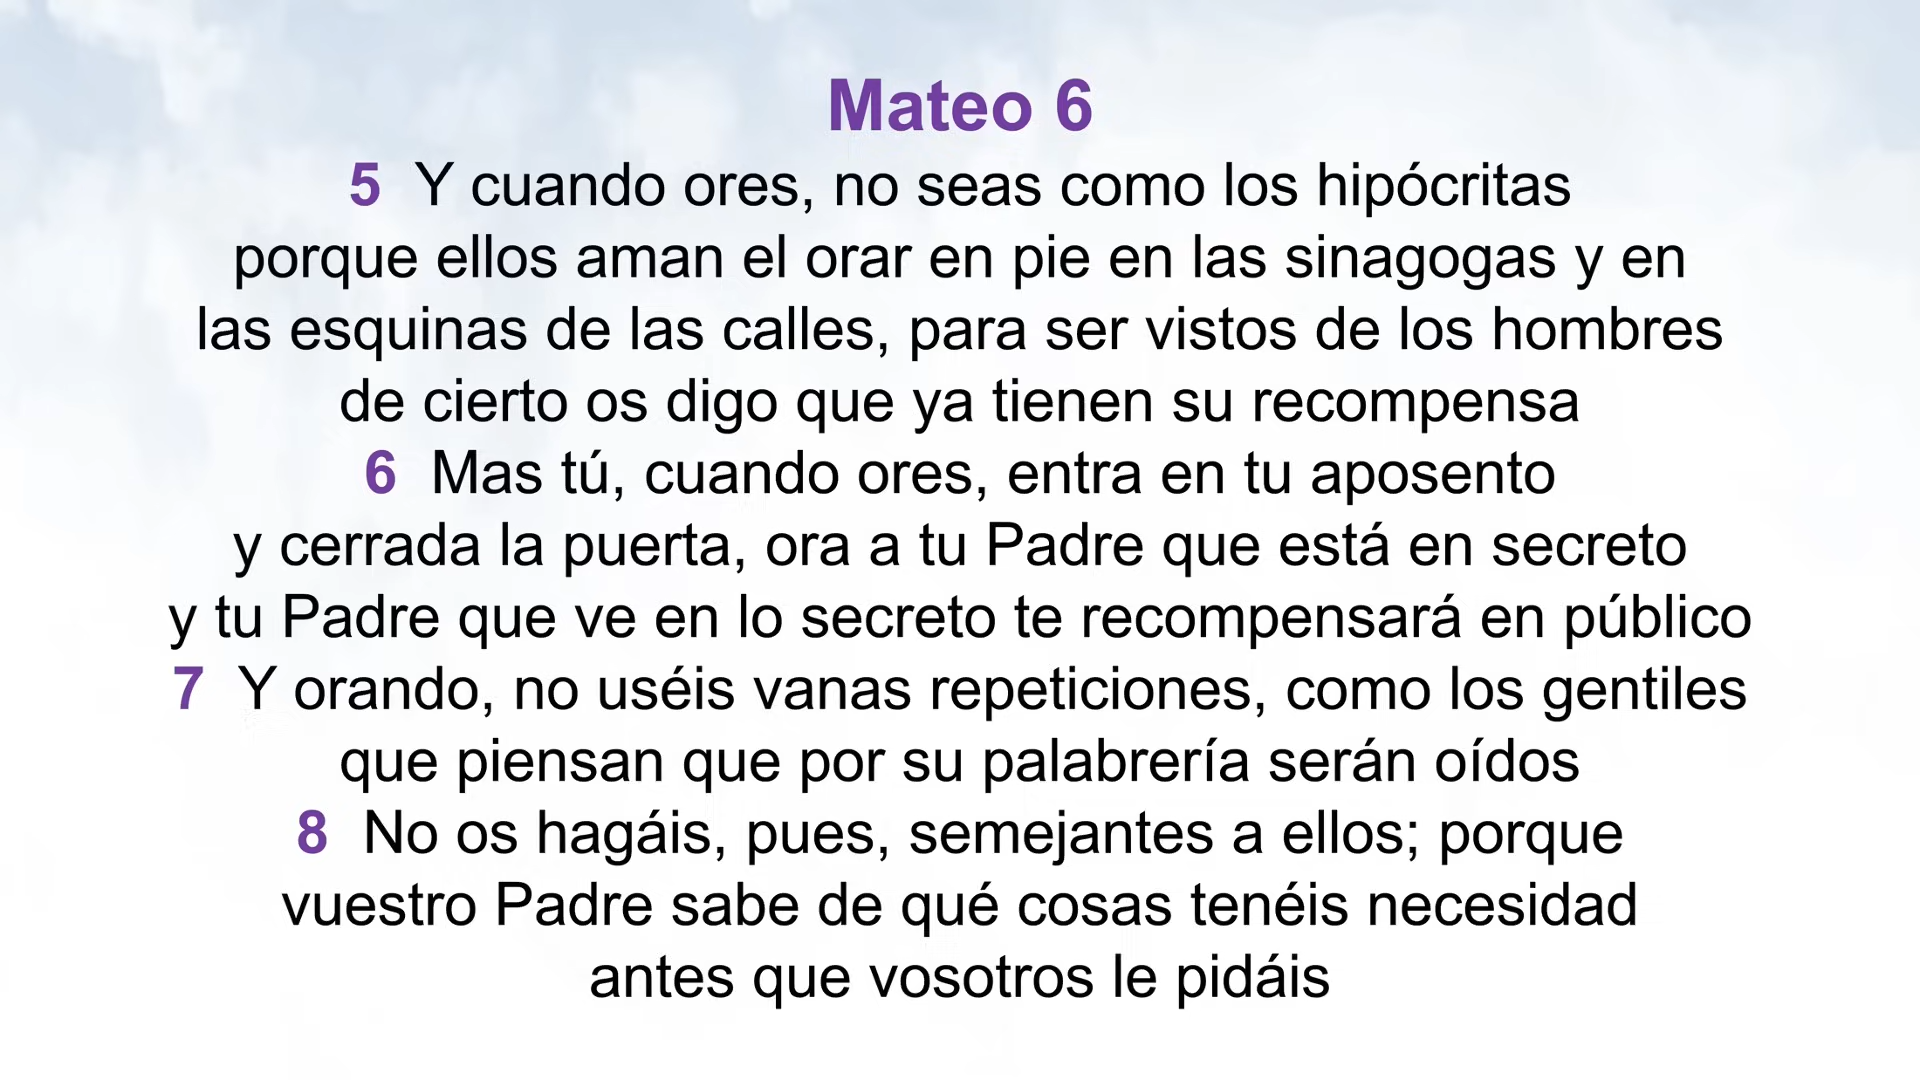 Mateo 6
5 Y cuando ores, no seas como los hipócritas
porque ellos aman el orar en pie en las sinagogas y en
las esquinas de las calles, para ser vistos de los hombres
de cierto os digo que ya tienen su recompensa
6 Mas tú, cuando ores, entra en tu aposento
y cerrada la puerta, ora a tu Padre que está en secreto
y tu Padre que ve en lo secreto te recompensará en público
7 Y orando, no uséis vanas repeticiones, como los gentiles
que piensan que por su palabrería serán oídos
8 No os hagáis, pues, semejantes a ellos; porque
vuestro Padre sabe de qué cosas tenéis necesidad
antes que vosotros le pidáis